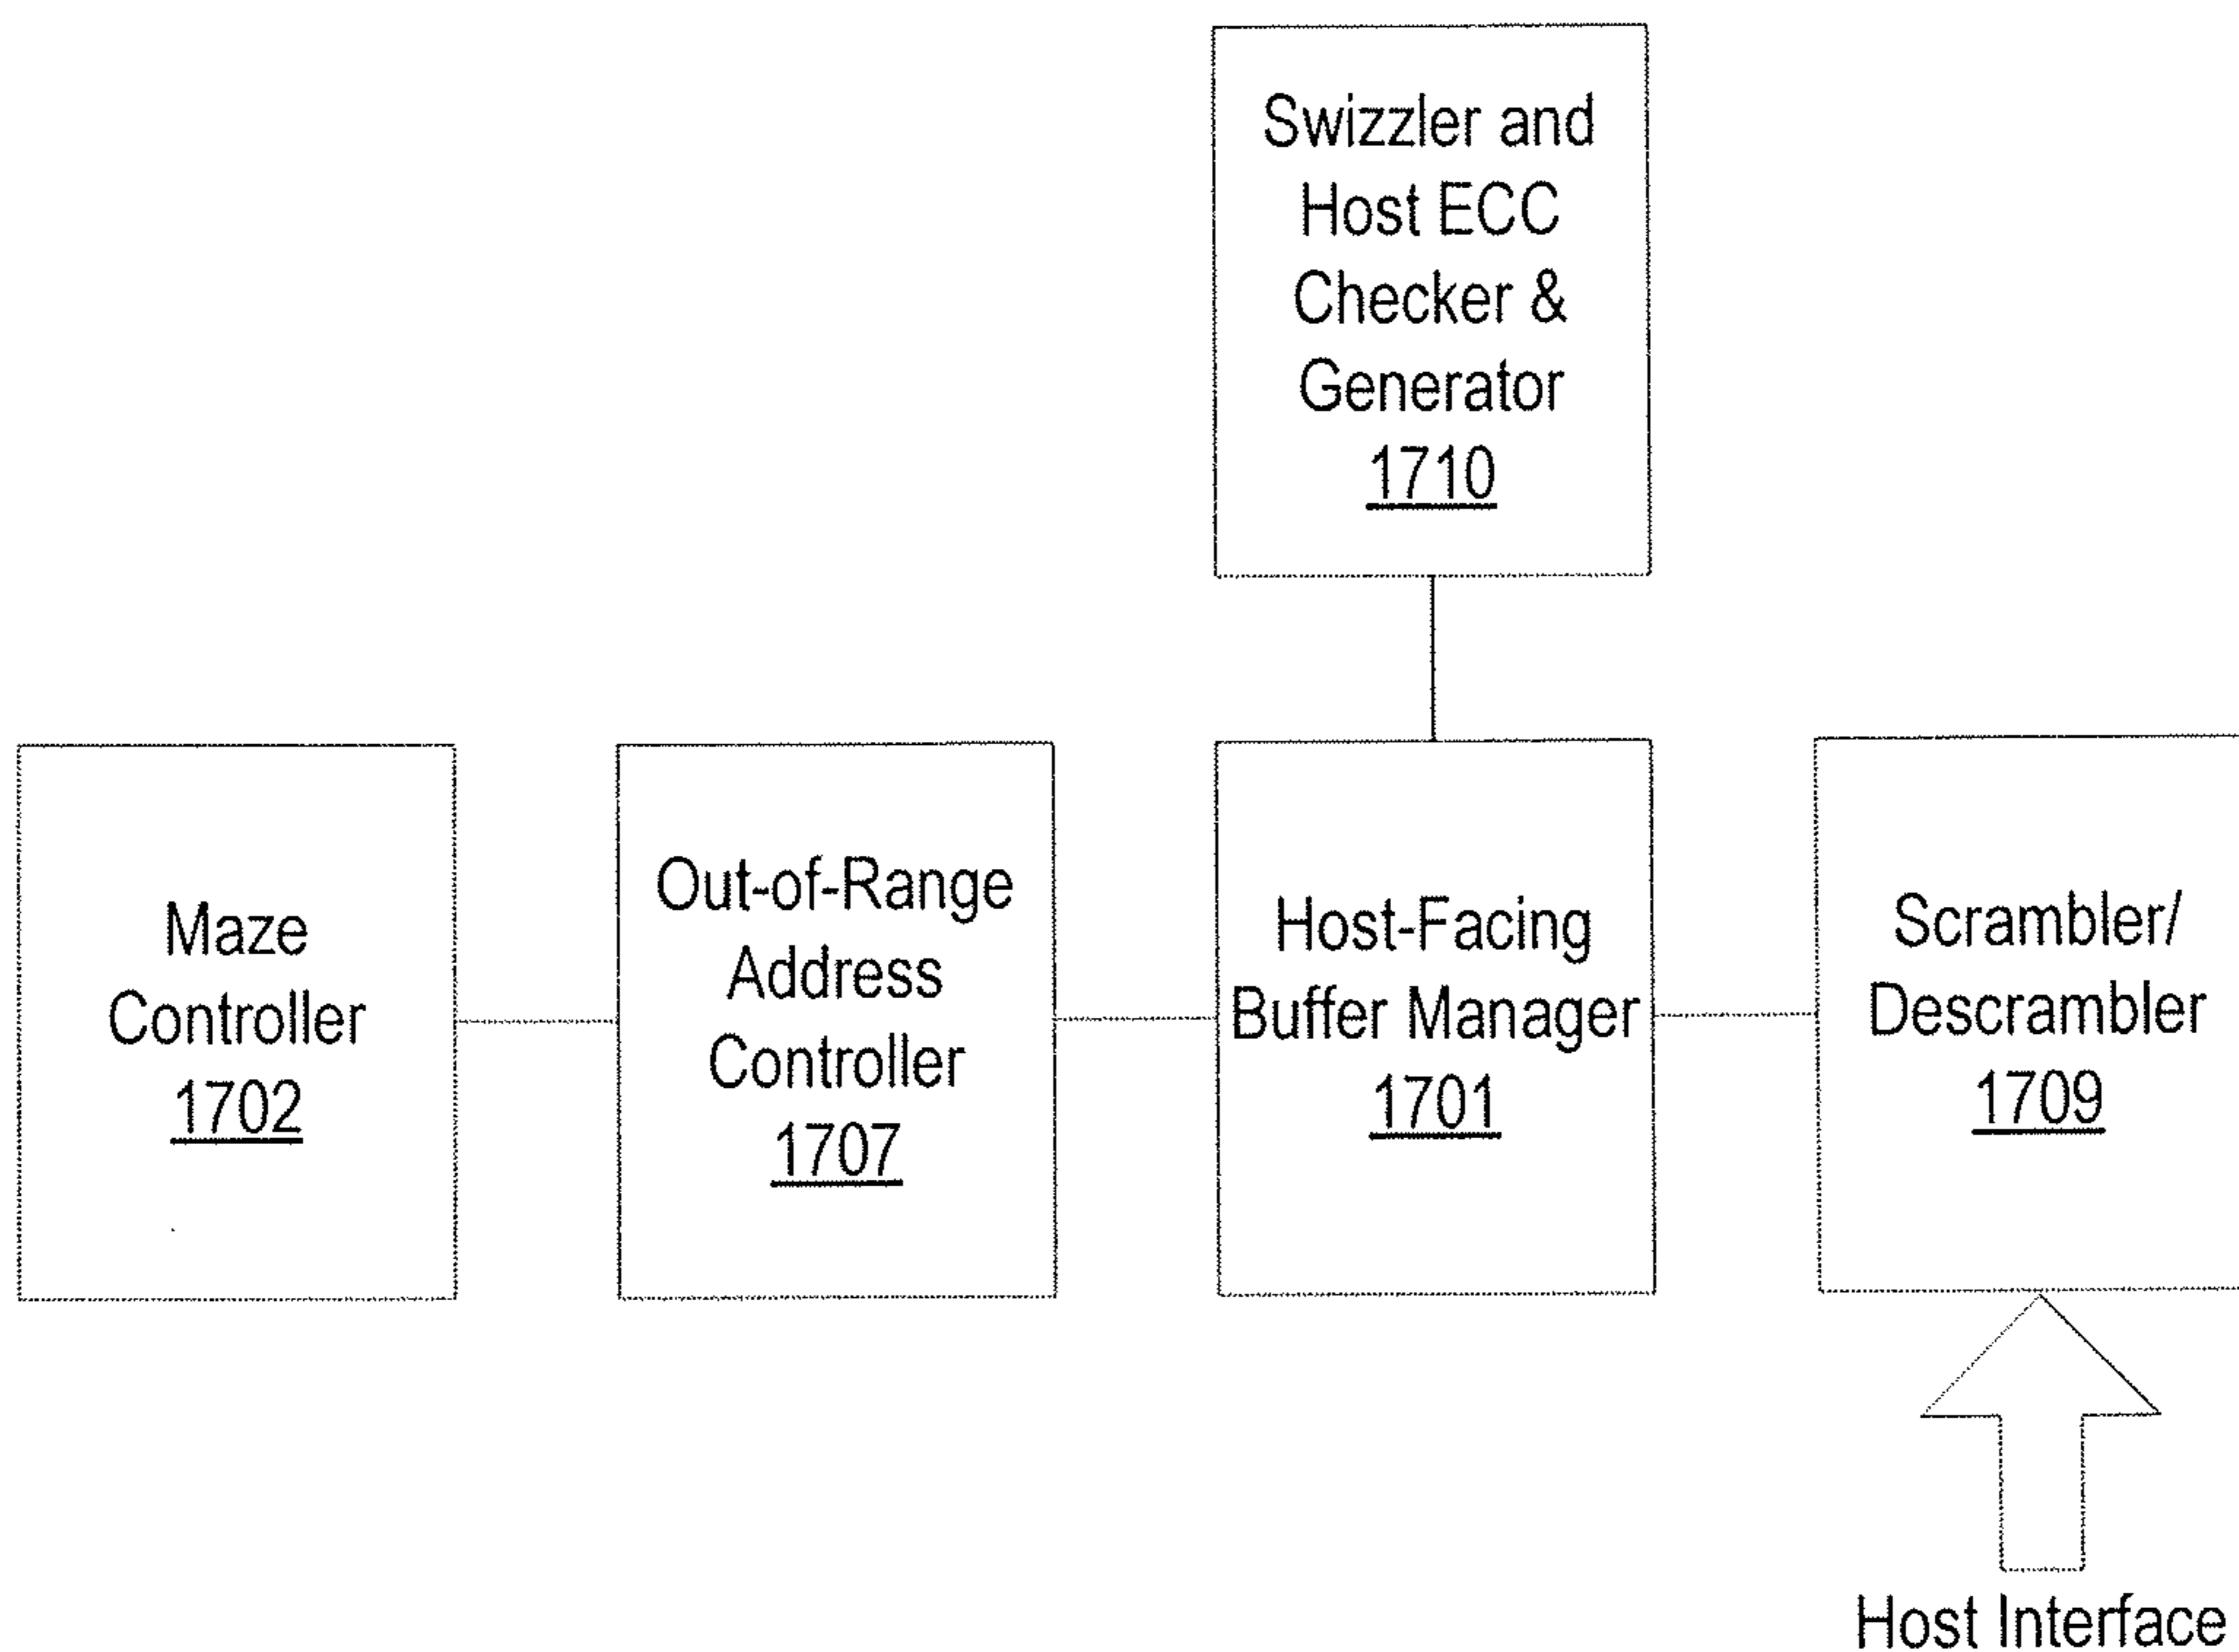 Swizzler and
Host ECC
Checker &
Generator
1710
Maze
Controller
1702
Out-of-Range
Address
Controller
1707
Host-Facing
Buffer Manager
1701
Scrambler/
Descrambler
1709
Host Interface